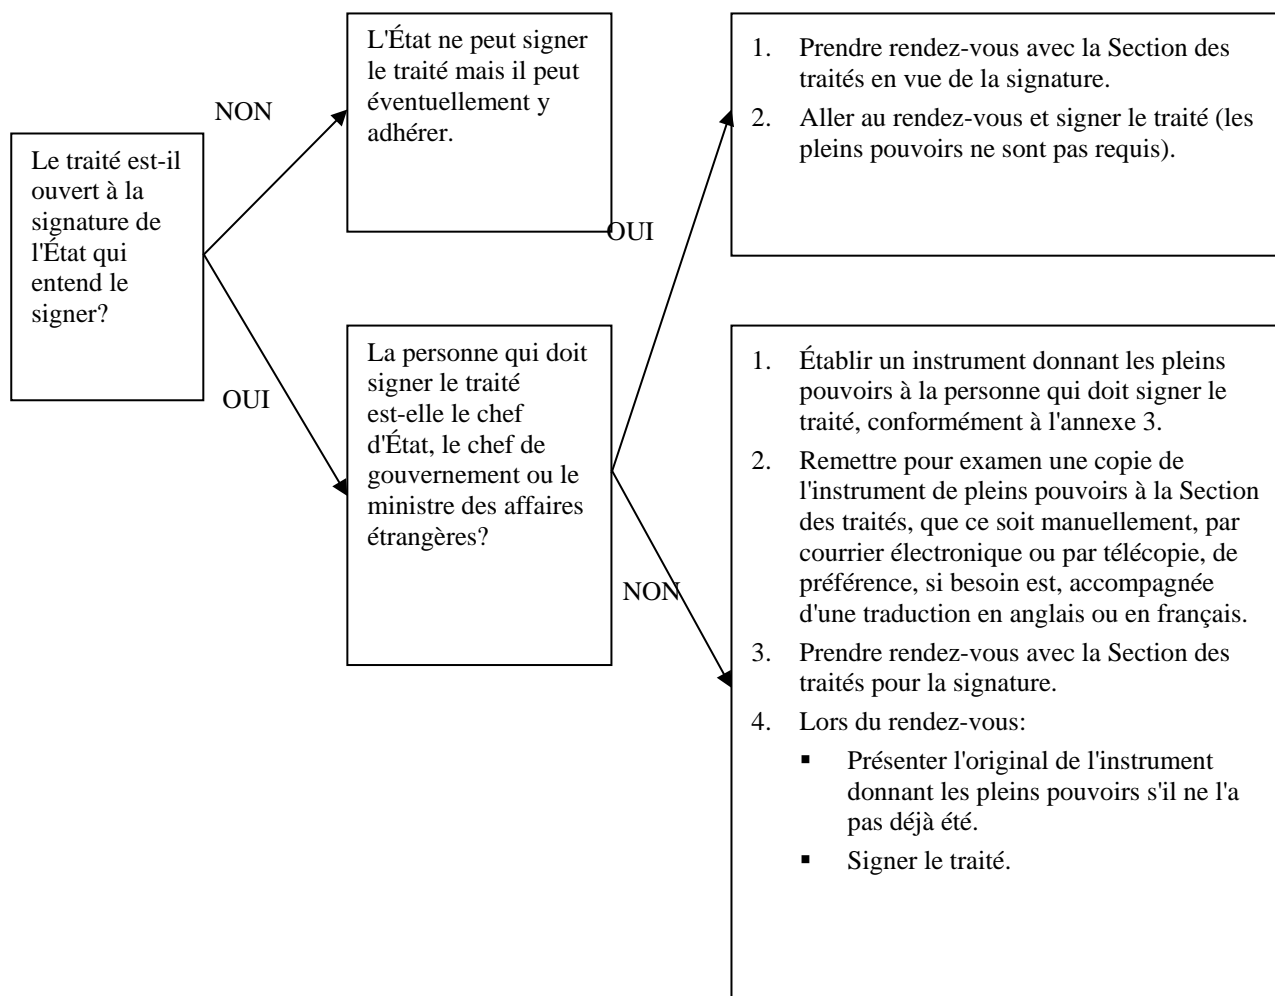 Le traité est-il
ouvert à la
signature de
l'État qui
entend le
signer?
NON
OUI
L'État ne peut signer
le traité mais il peut
éventuellement y
adhérer.
La personne qui doit
signer le traité
est-elle le chef
d'État, le chef de
gouvernement ou le
ministre des affaires
étrangères?
OUI
NON
1. Prendre rendez-vous avec la Section des
traités en vue de la signature.
2. Aller au rendez-vous et signer le traité (les
pleins pouvoirs ne sont pas requis).
1. Établir un instrument donnant les pleins
pouvoirs à la personne qui doit signer le
traité, conformément à l'annexe 3.
2. Remettre pour examen une copie de
l'instrument de pleins pouvoirs à la Section
des traités, que ce soit manuellement, par
courrier électronique ou par télécopie, de
préférence, si besoin est, accompagnée
d'une traduction en anglais ou en français.
3. Prendre rendez-vous avec la Section des
traités pour la signature.
4. Lors du rendez-vous:
▪ Présenter l'original de l'instrument
donnant les pleins pouvoirs s'il ne l'a
pas déjà été.
▪ Signer le traité.